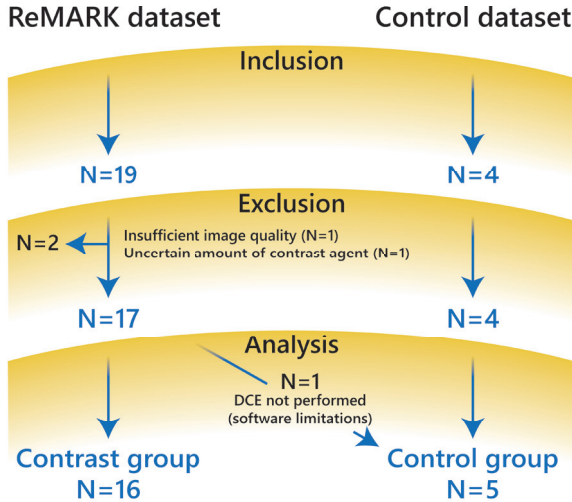 ReMARK dataset
Control dataset
Inclusion
N=19
N=4
Exclusion
N=2
Insufficient image quality (N=1)
Uncertain amount of contrast agent (N=1)
N=17
N=4
Analysis
N=1
DCE not performed
(software limitations)
Contrast group
N=16
Control group
N=5